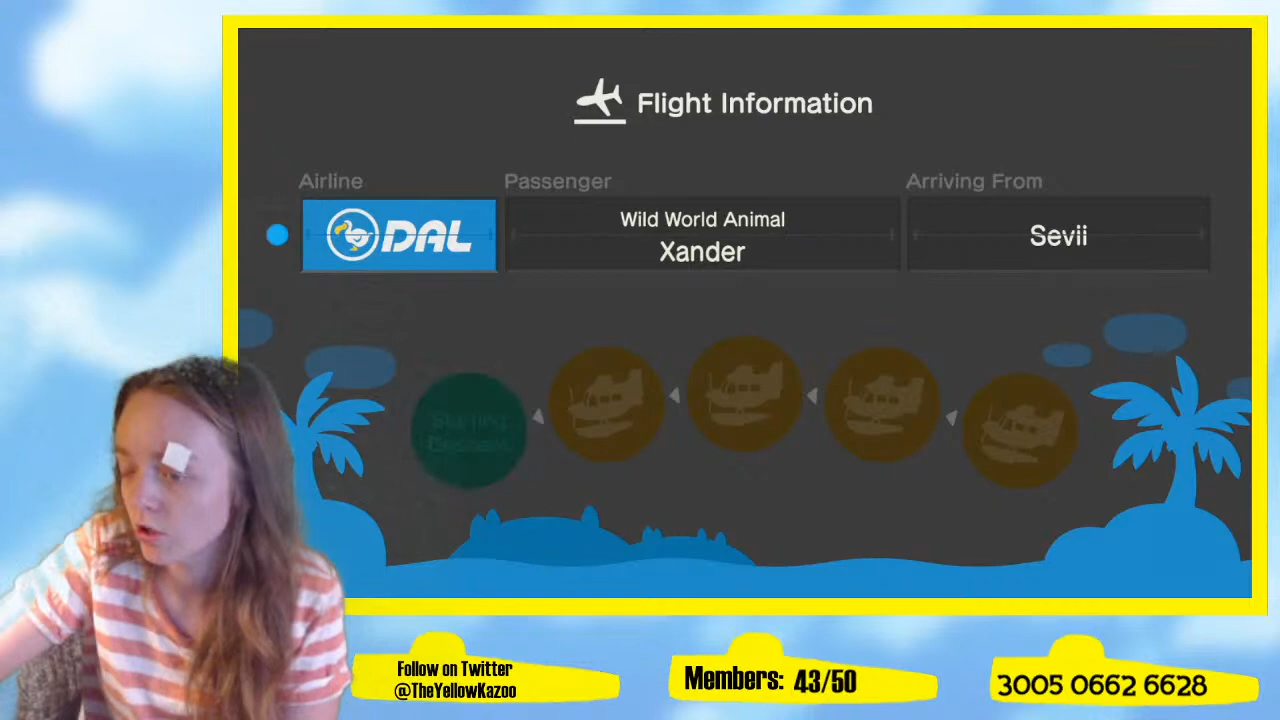 Flight Information
Airline
Passenger
Arriving From
DAL
Wild World Animal
Xander
Sevii
Follow on Twitter
@TheYellowKazoo
Members: 43/50
3005 0662 6628